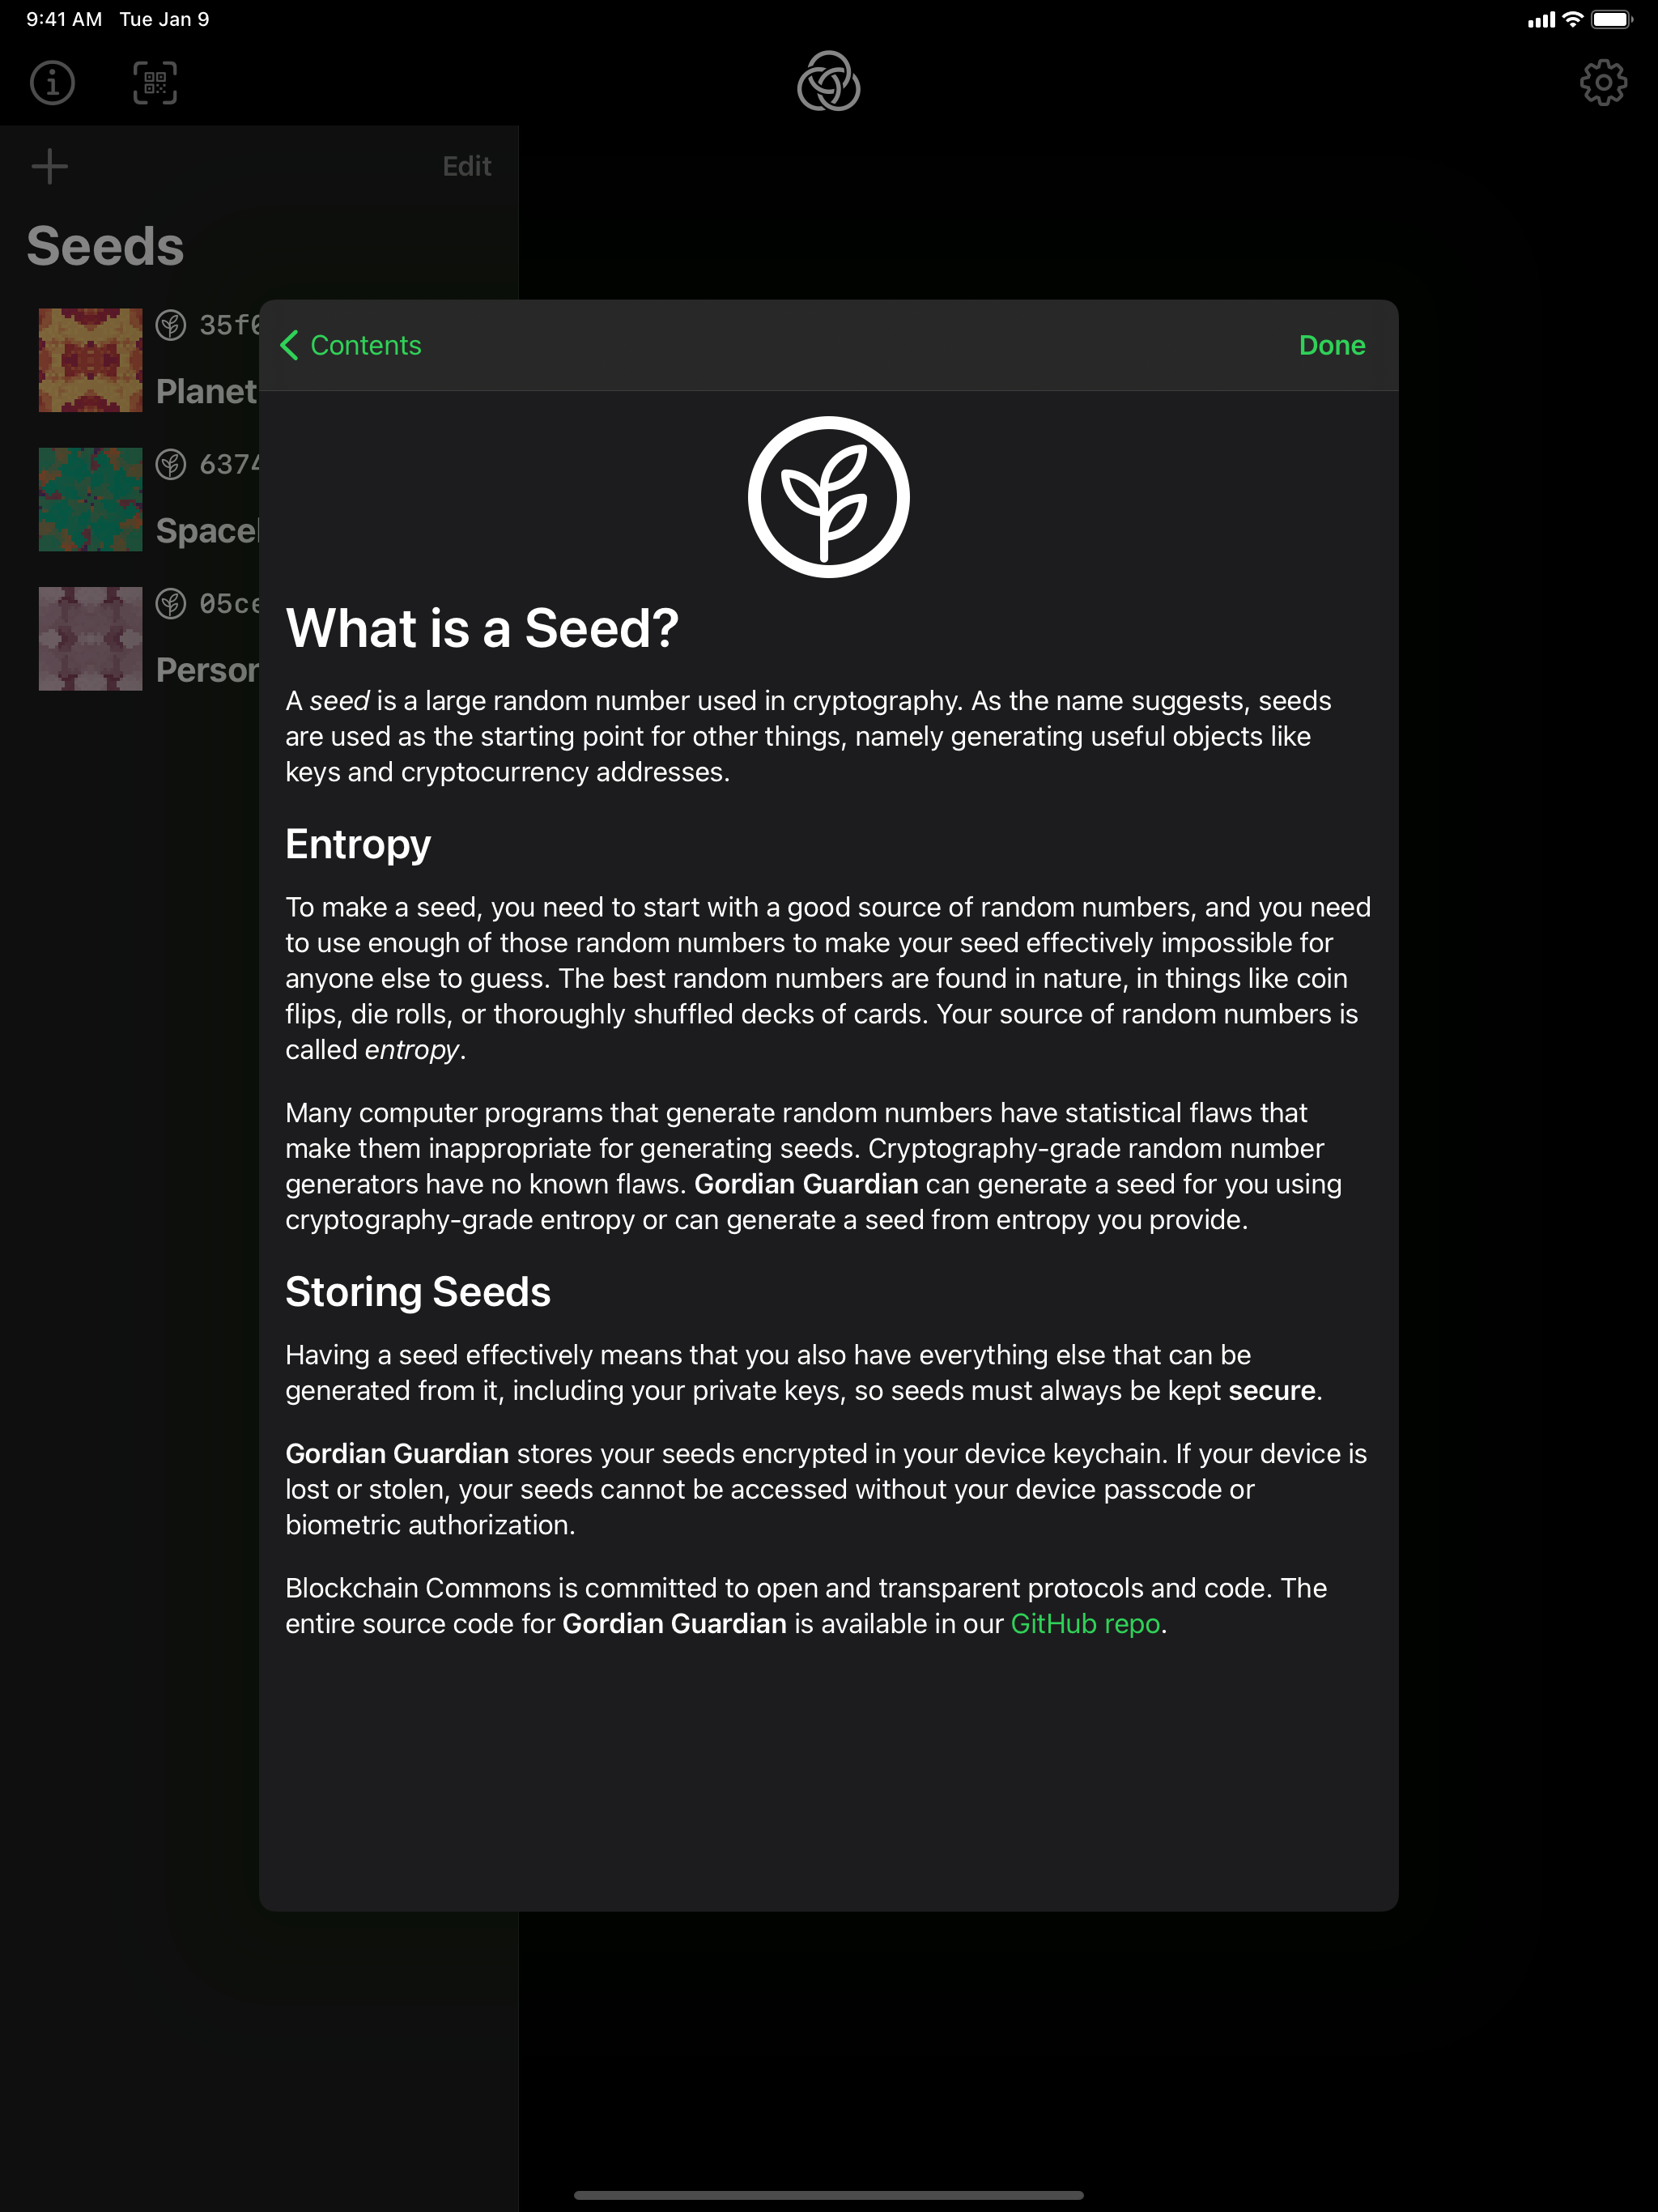 9:41 AM Tue Jan 9
Edit
Seeds
Planet
Contents
Done
What is a Seed?
A seed is a large random number used in cryptography. As the name suggests, seeds
are used as the starting point for other things, namely generating useful objects like
keys and cryptocurrency addresses.
Entropy
To make a seed, you need to start with a good source of random numbers, and you need
to use enough of those random numbers to make your seed effectively impossible for
anyone else to guess. The best random numbers are found in nature, in things like coin
flips, die rolls, or thoroughly shuffled decks of cards. Your source of random numbers is
called entropy.
Many computer programs that generate random numbers have statistical flaws that
make them inappropriate for generating seeds. Cryptography-grade random number
generators have no known flaws. Gordian Guardian can generate a seed for you using
cryptography-grade entropy or can generate a seed from entropy you provide.
Storing Seeds
Having a seed effectively means that you also have everything else that can be
generated from it, including your private keys, so seeds must always be kept secure.
Gordian Guardian stores your seeds encrypted in your device keychain. If your device is
lost or stolen, your seeds cannot be accessed without your device passcode or
biometric authorization.
Blockchain Commons is committed to open and transparent protocols and code. The
entire source code for Gordian Guardian is available in our GitHub repo.